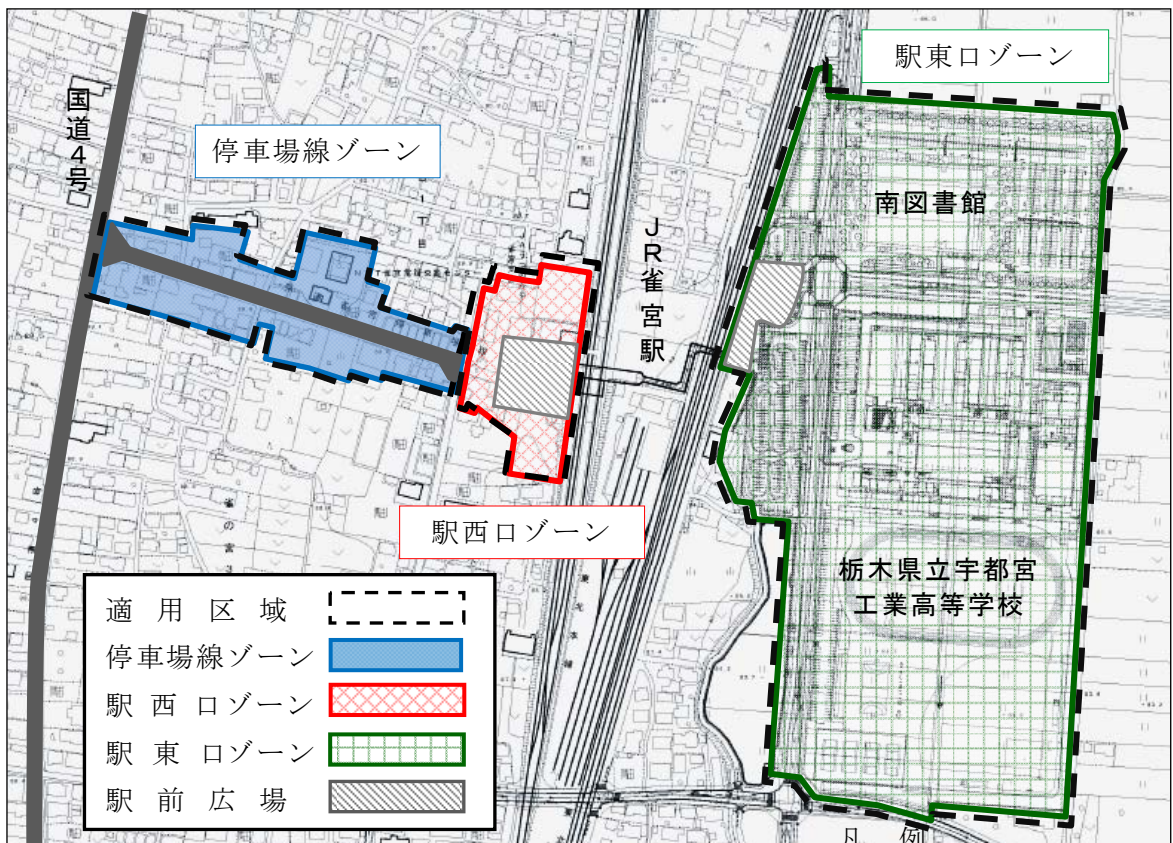 駅東口ゾーン
国道4号
停車場線ゾーン
南図書館
JR雀宮駅
駅西口ゾーン
栃木県立宇都宮
工業高等学校
適用区域
停車場線ゾーン
駅西口ゾーン
駅東口ゾーン
駅前広場
凡例